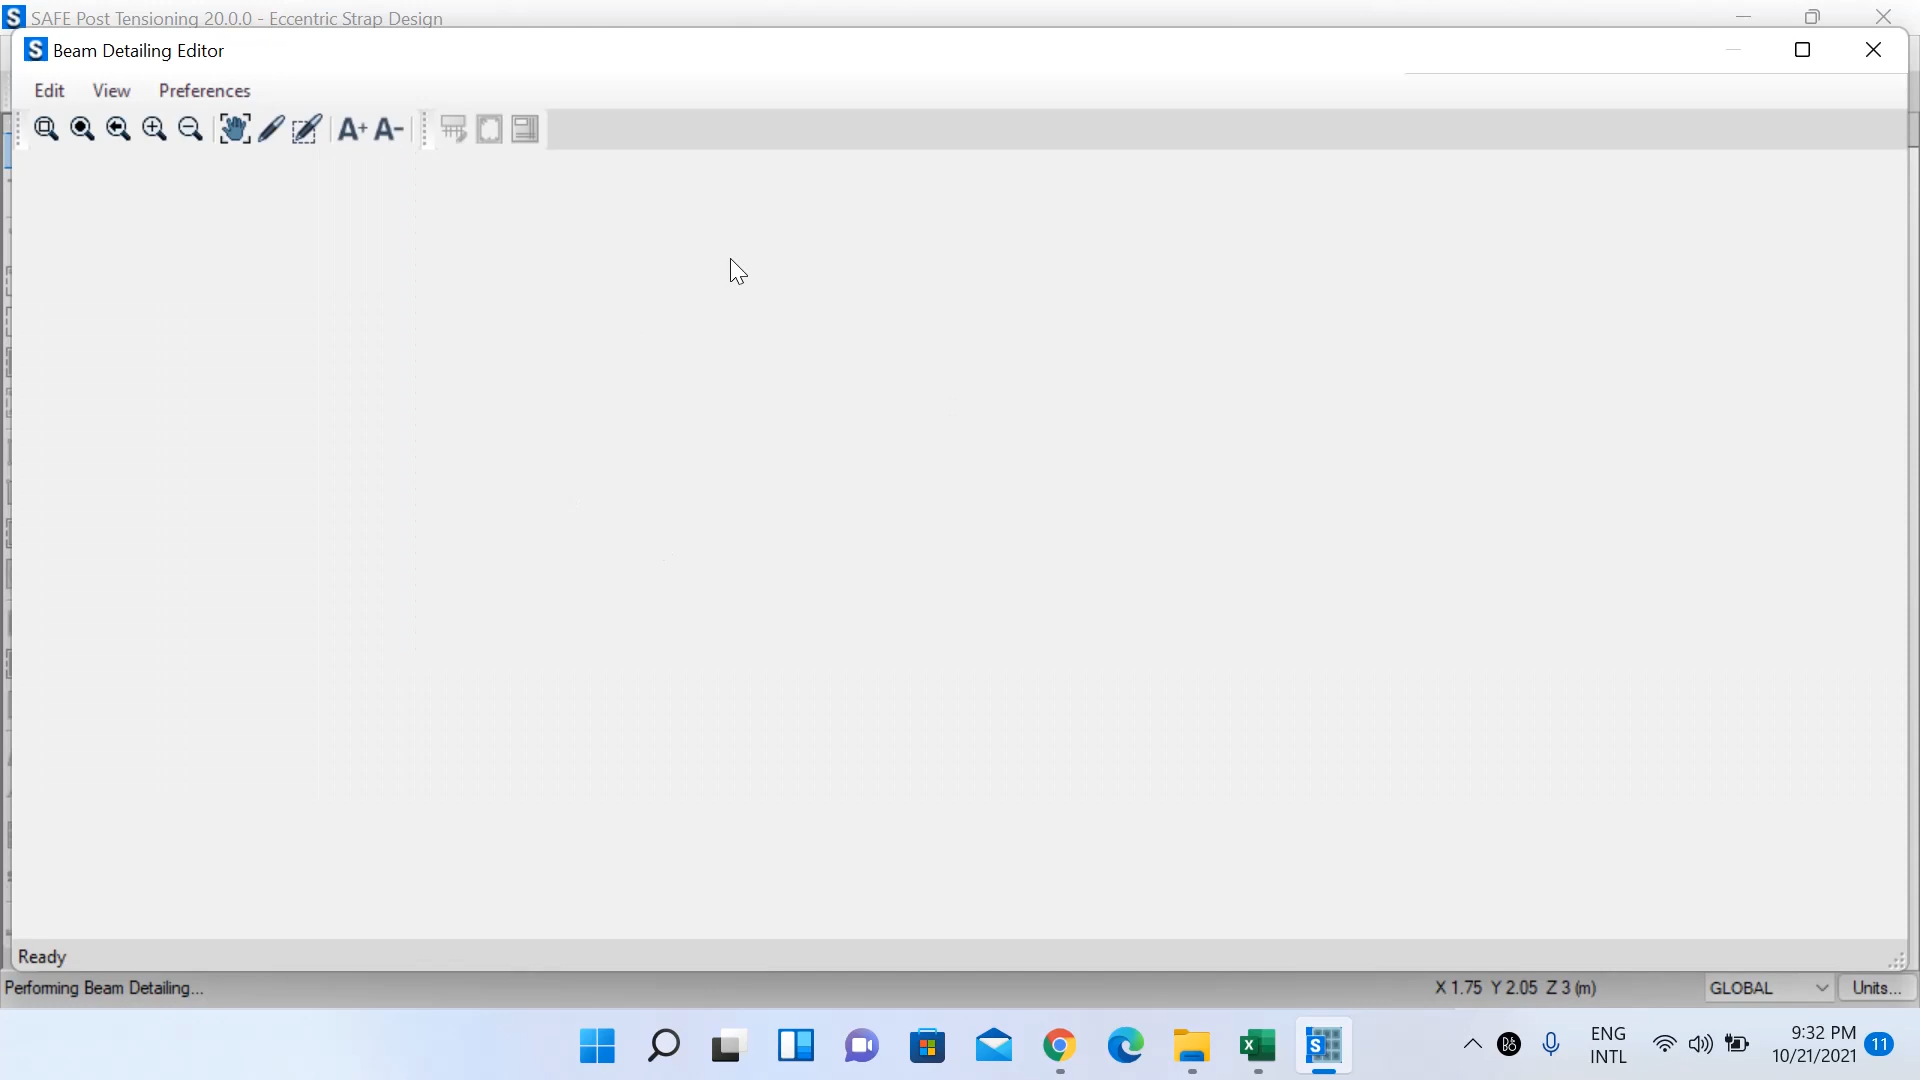 SAFE Post Tensioning 20.0.0 - Eccentric Strap Design
Beam Detailing Editor
Edit View Preferences
A+ A-
Ready
Performing Beam Detailing...
X 1.75 Y 2.05 Z 3 (m)
GLOBAL
Units...
ENG
INTL
9:32 PM
10/21/2021
11